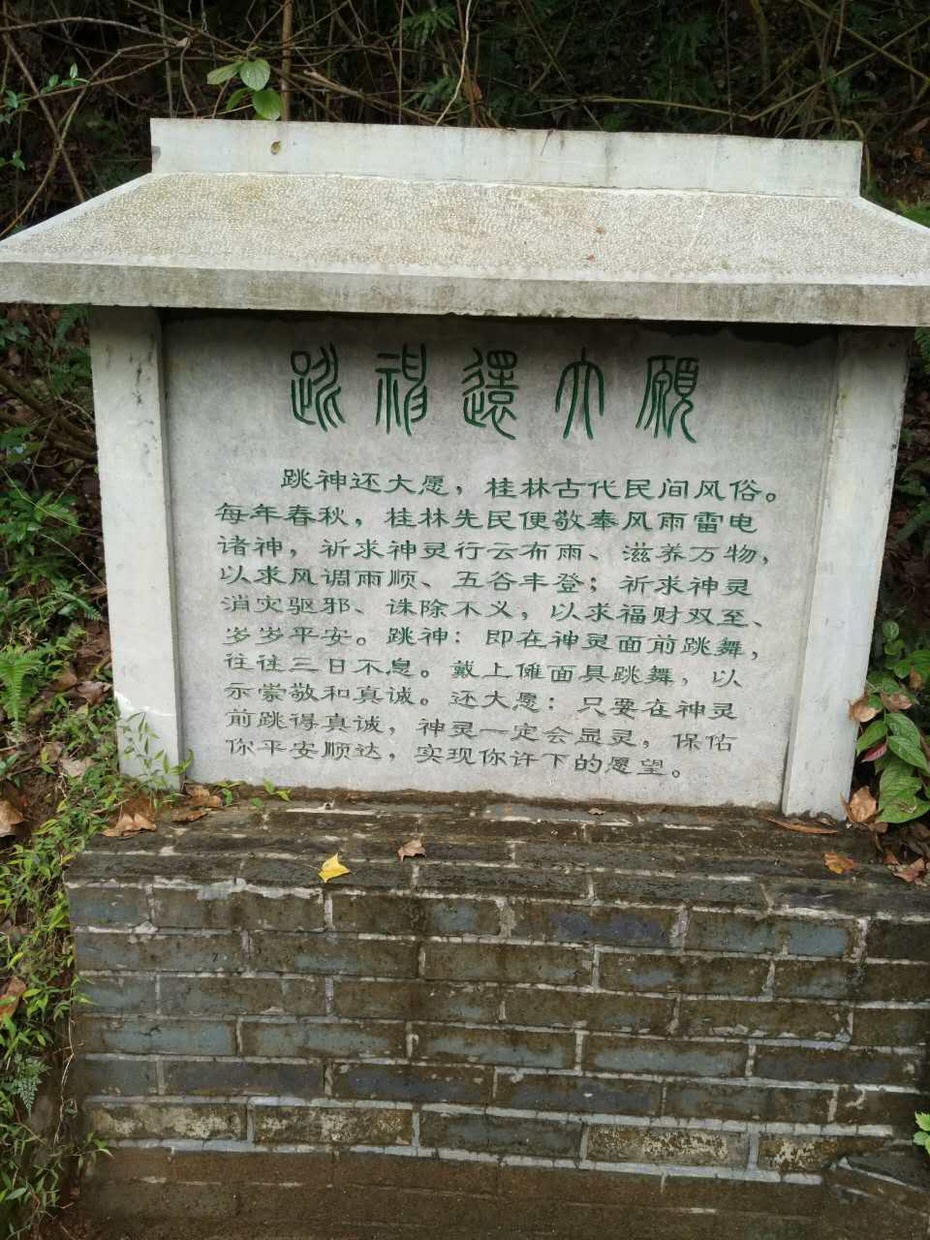 跳神還大願
跳神还大愿，桂林古代民间风俗。
每年春秋，桂林先民便敬奉风雨雷电
诸神，祈求神灵行云布雨、滋养万物，
以求风调雨顺、五谷丰登；祈求神灵
消灾驱邪、诛除不义，以求福财双至、
岁岁平安。跳神：即在神灵面前跳舞，
往往三日不息。戴上傩面具跳舞，以
示崇敬和真诚。还大愿：只要在神灵
前跳得真诚，神灵一定会显灵，保佑
你平安顺达，实现你许下的愿望。